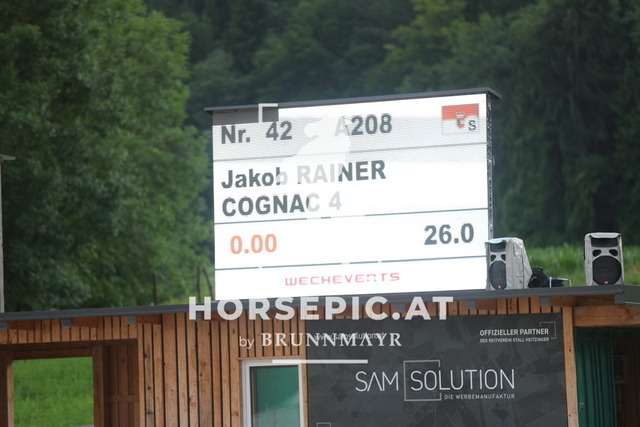 Nr. 42 A208
S
Jakob RAINER
COGNAC 4
0.00 26.0
WECHEVENTS
HORSEPIC.AT
by BRUNNMAYR
OFFIZIELLER PARTNER
DES REITVEREIN STALL HEITZINGER
SAM SOLUTION
DIE WERBEMANUFAKTUR